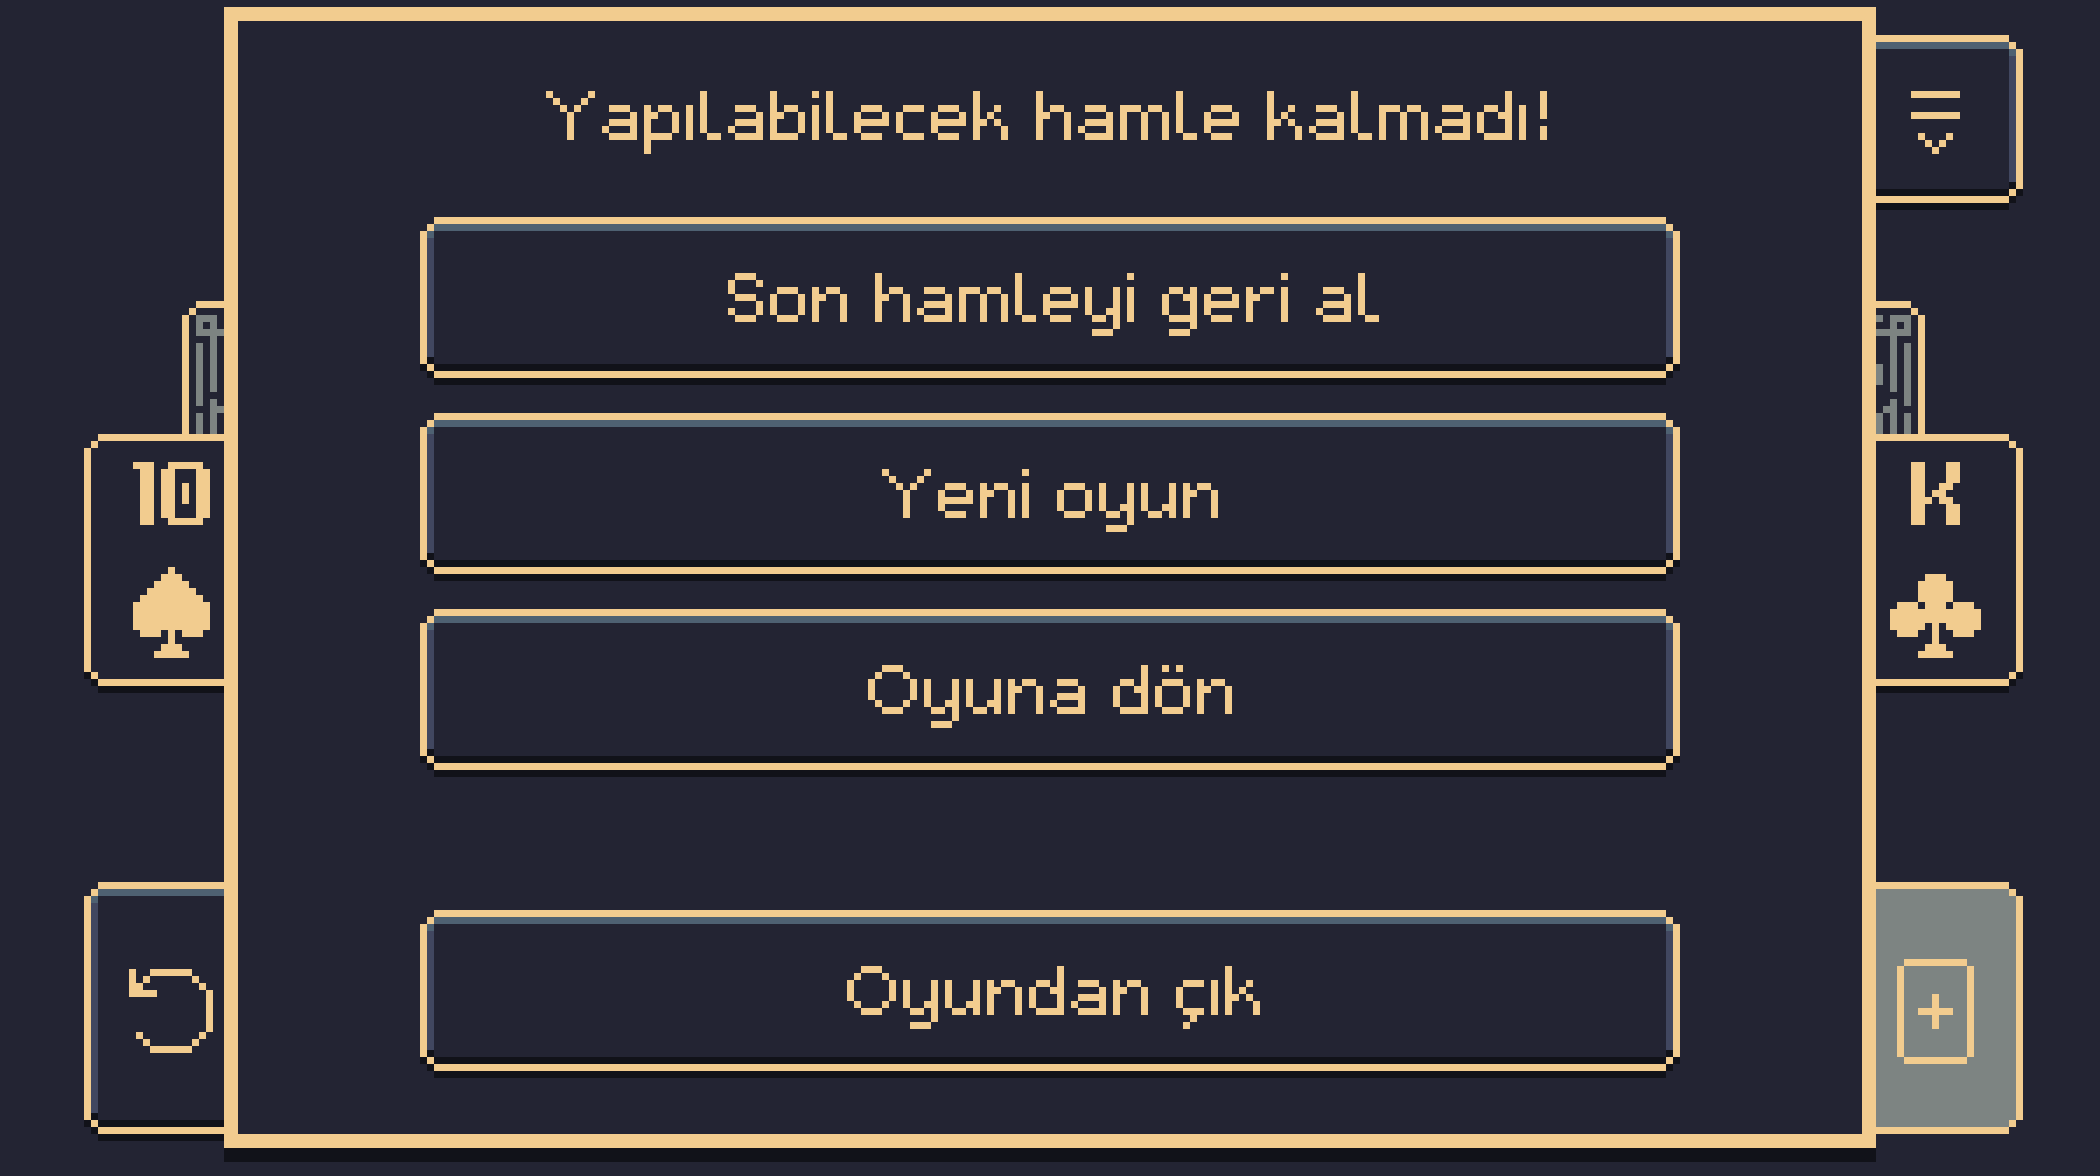 Yapılabilecek hamle kalmadı!
Son hamleyi geri al
10
K
Yeni oyun
Oyuna dön
Oyundan çık